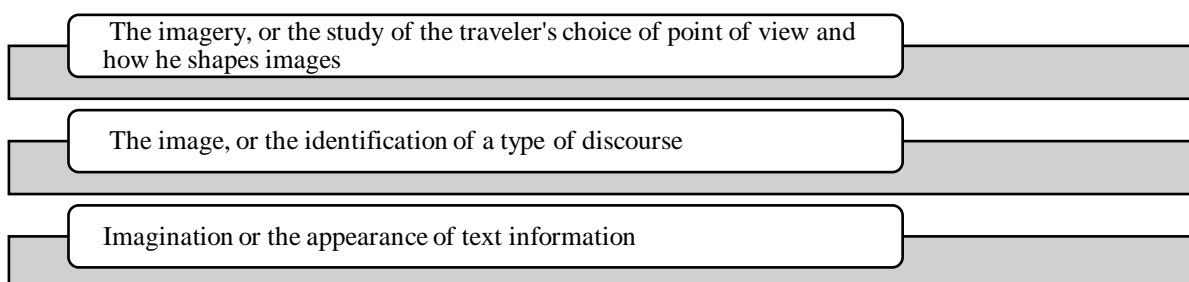 The imagery, or the study of the traveler's choice of point of view and
how he shapes images
The image, or the identification of a type of discourse
Imagination or the appearance of text information